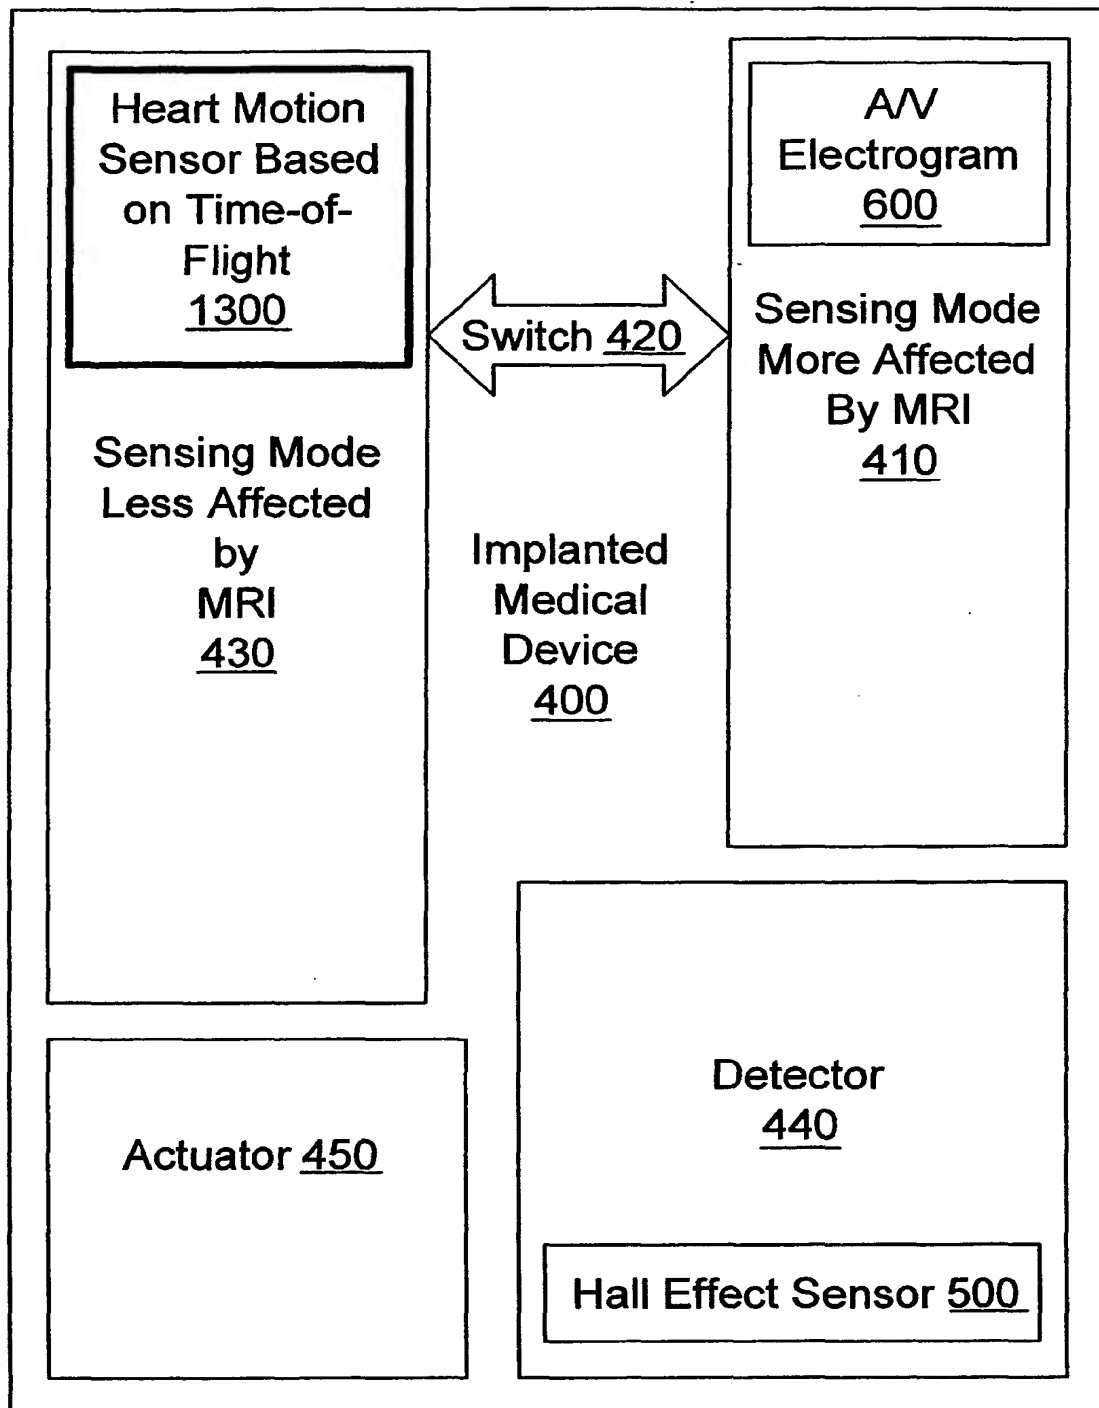 Heart Motion
Sensor Based
on Time-of-
Flight
1300
Sensing Mode
Less Affected
by
MRI
430
Switch 420
A/V
Electrogram
600
Sensing Mode
More Affected
By MRI
410
Implanted
Medical
Device
400
Actuator 450
Detector
440
Hall Effect Sensor 500